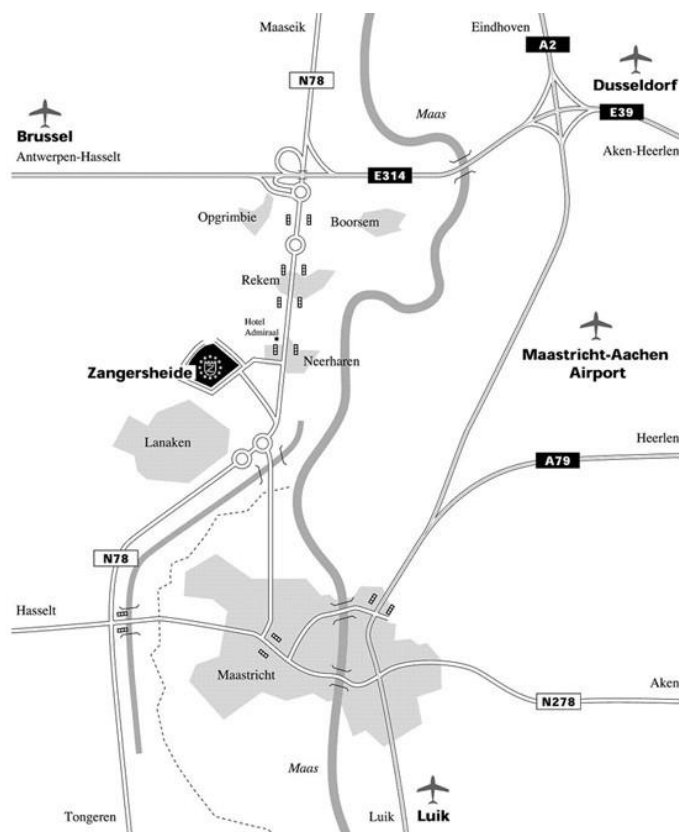 Maaseik
Eindhoven
A2
N78
Dusseldorf
Maas
E39
Brussel
Antwerpen-Hasselt
Aken-Heerlen
E314
Opgrimbie
Boorsem
Rekem
Hotel
Admiraal
Neerharen
Zangersheide
Z
Maastricht-Aachen
Airport
Lanaken
Heerlen
A79
N78
Hasselt
Maastricht
Aken
N278
Maas
Tongeren
Luik
Luik